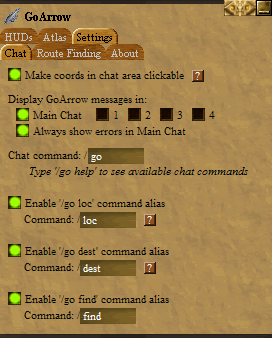 GoArrow
HUDs Atlas Settings
Chat Route Finding About
Make coords in chat area clickable ?
Display GoArrow messages in:
Main Chat 1 2 3 4
Always show errors in Main Chat
Chat command: /go
Type '/go help' to see available chat commands
Enable '/go loc' command alias
Command: /loc ?
Enable '/go dest' command alias
Command: /dest ?
Enable '/go find' command alias
Command: /find